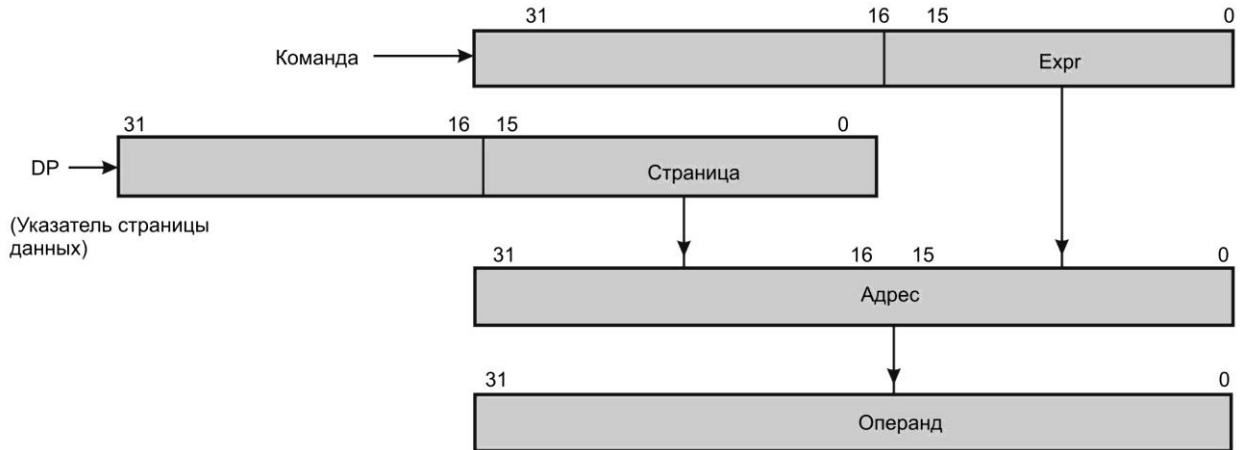 31 16 15 0
Команда
Expr
31 16 15 0
DP
Страница
(Указатель страницы
данных)
31 16 15 0
Адрес
31 0
Операнд